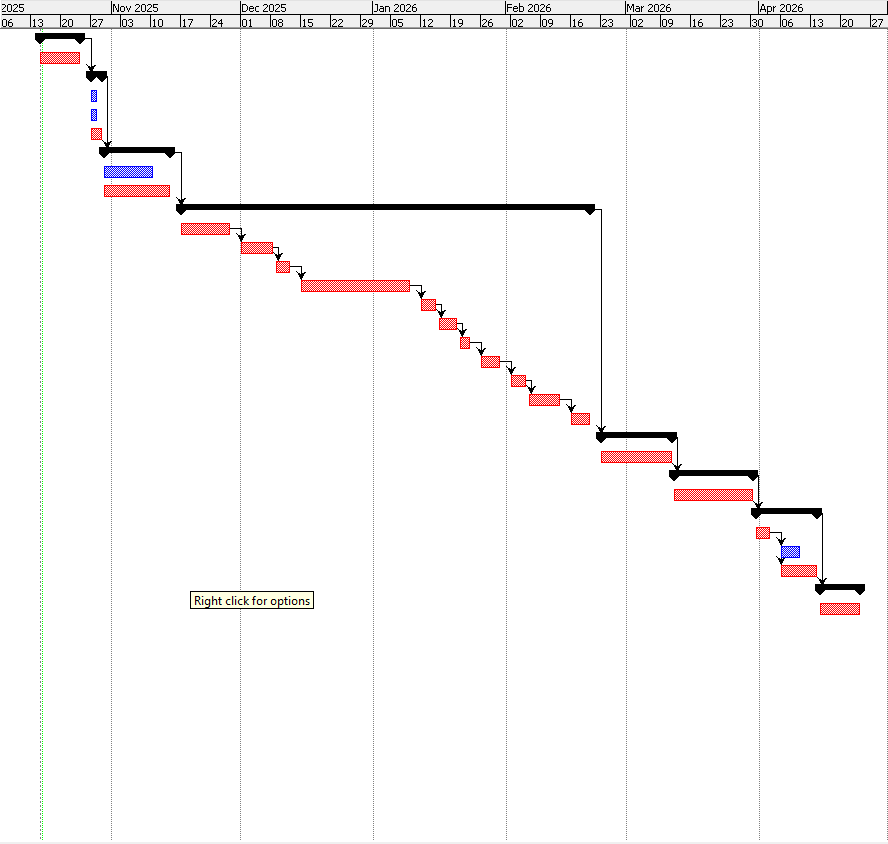 2025 Nov 2025 Dec 2025 Jan 2026 Feb 2026 Mar 2026 Apr 2026
06 13 20 27 03 10 17 24 01 08 15 22 29 05 12 19 26 02 09 16 23 02 09 16 23 30 06 13 20 27
Right click for options